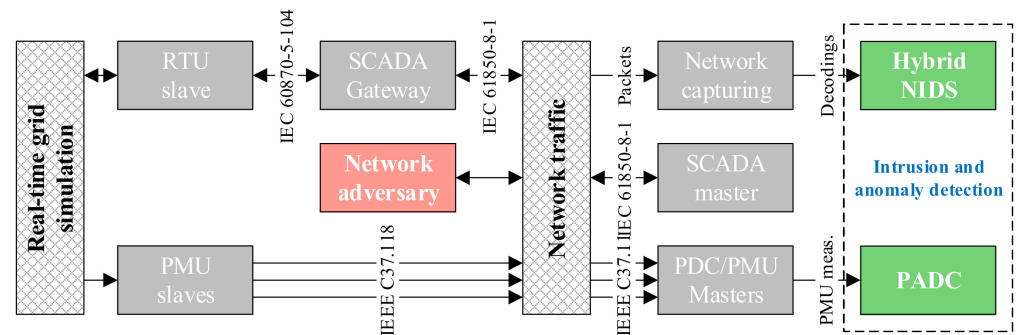 Real-time grid
simulation
RTU
slave
IEC 60870-5-104
SCADA
Gateway
IEC 61850-8-1
Network traffic
Packets
Network
capturing
Decodings
Hybrid
NIDS
Network
adversary
IEC 61850-8-1
SCADA
master
Intrusion and
anomaly detection
PMU
slaves
IEEE C37.118
IEEE C37.11
PDC/PMU
Masters
PMU meas.
PADC